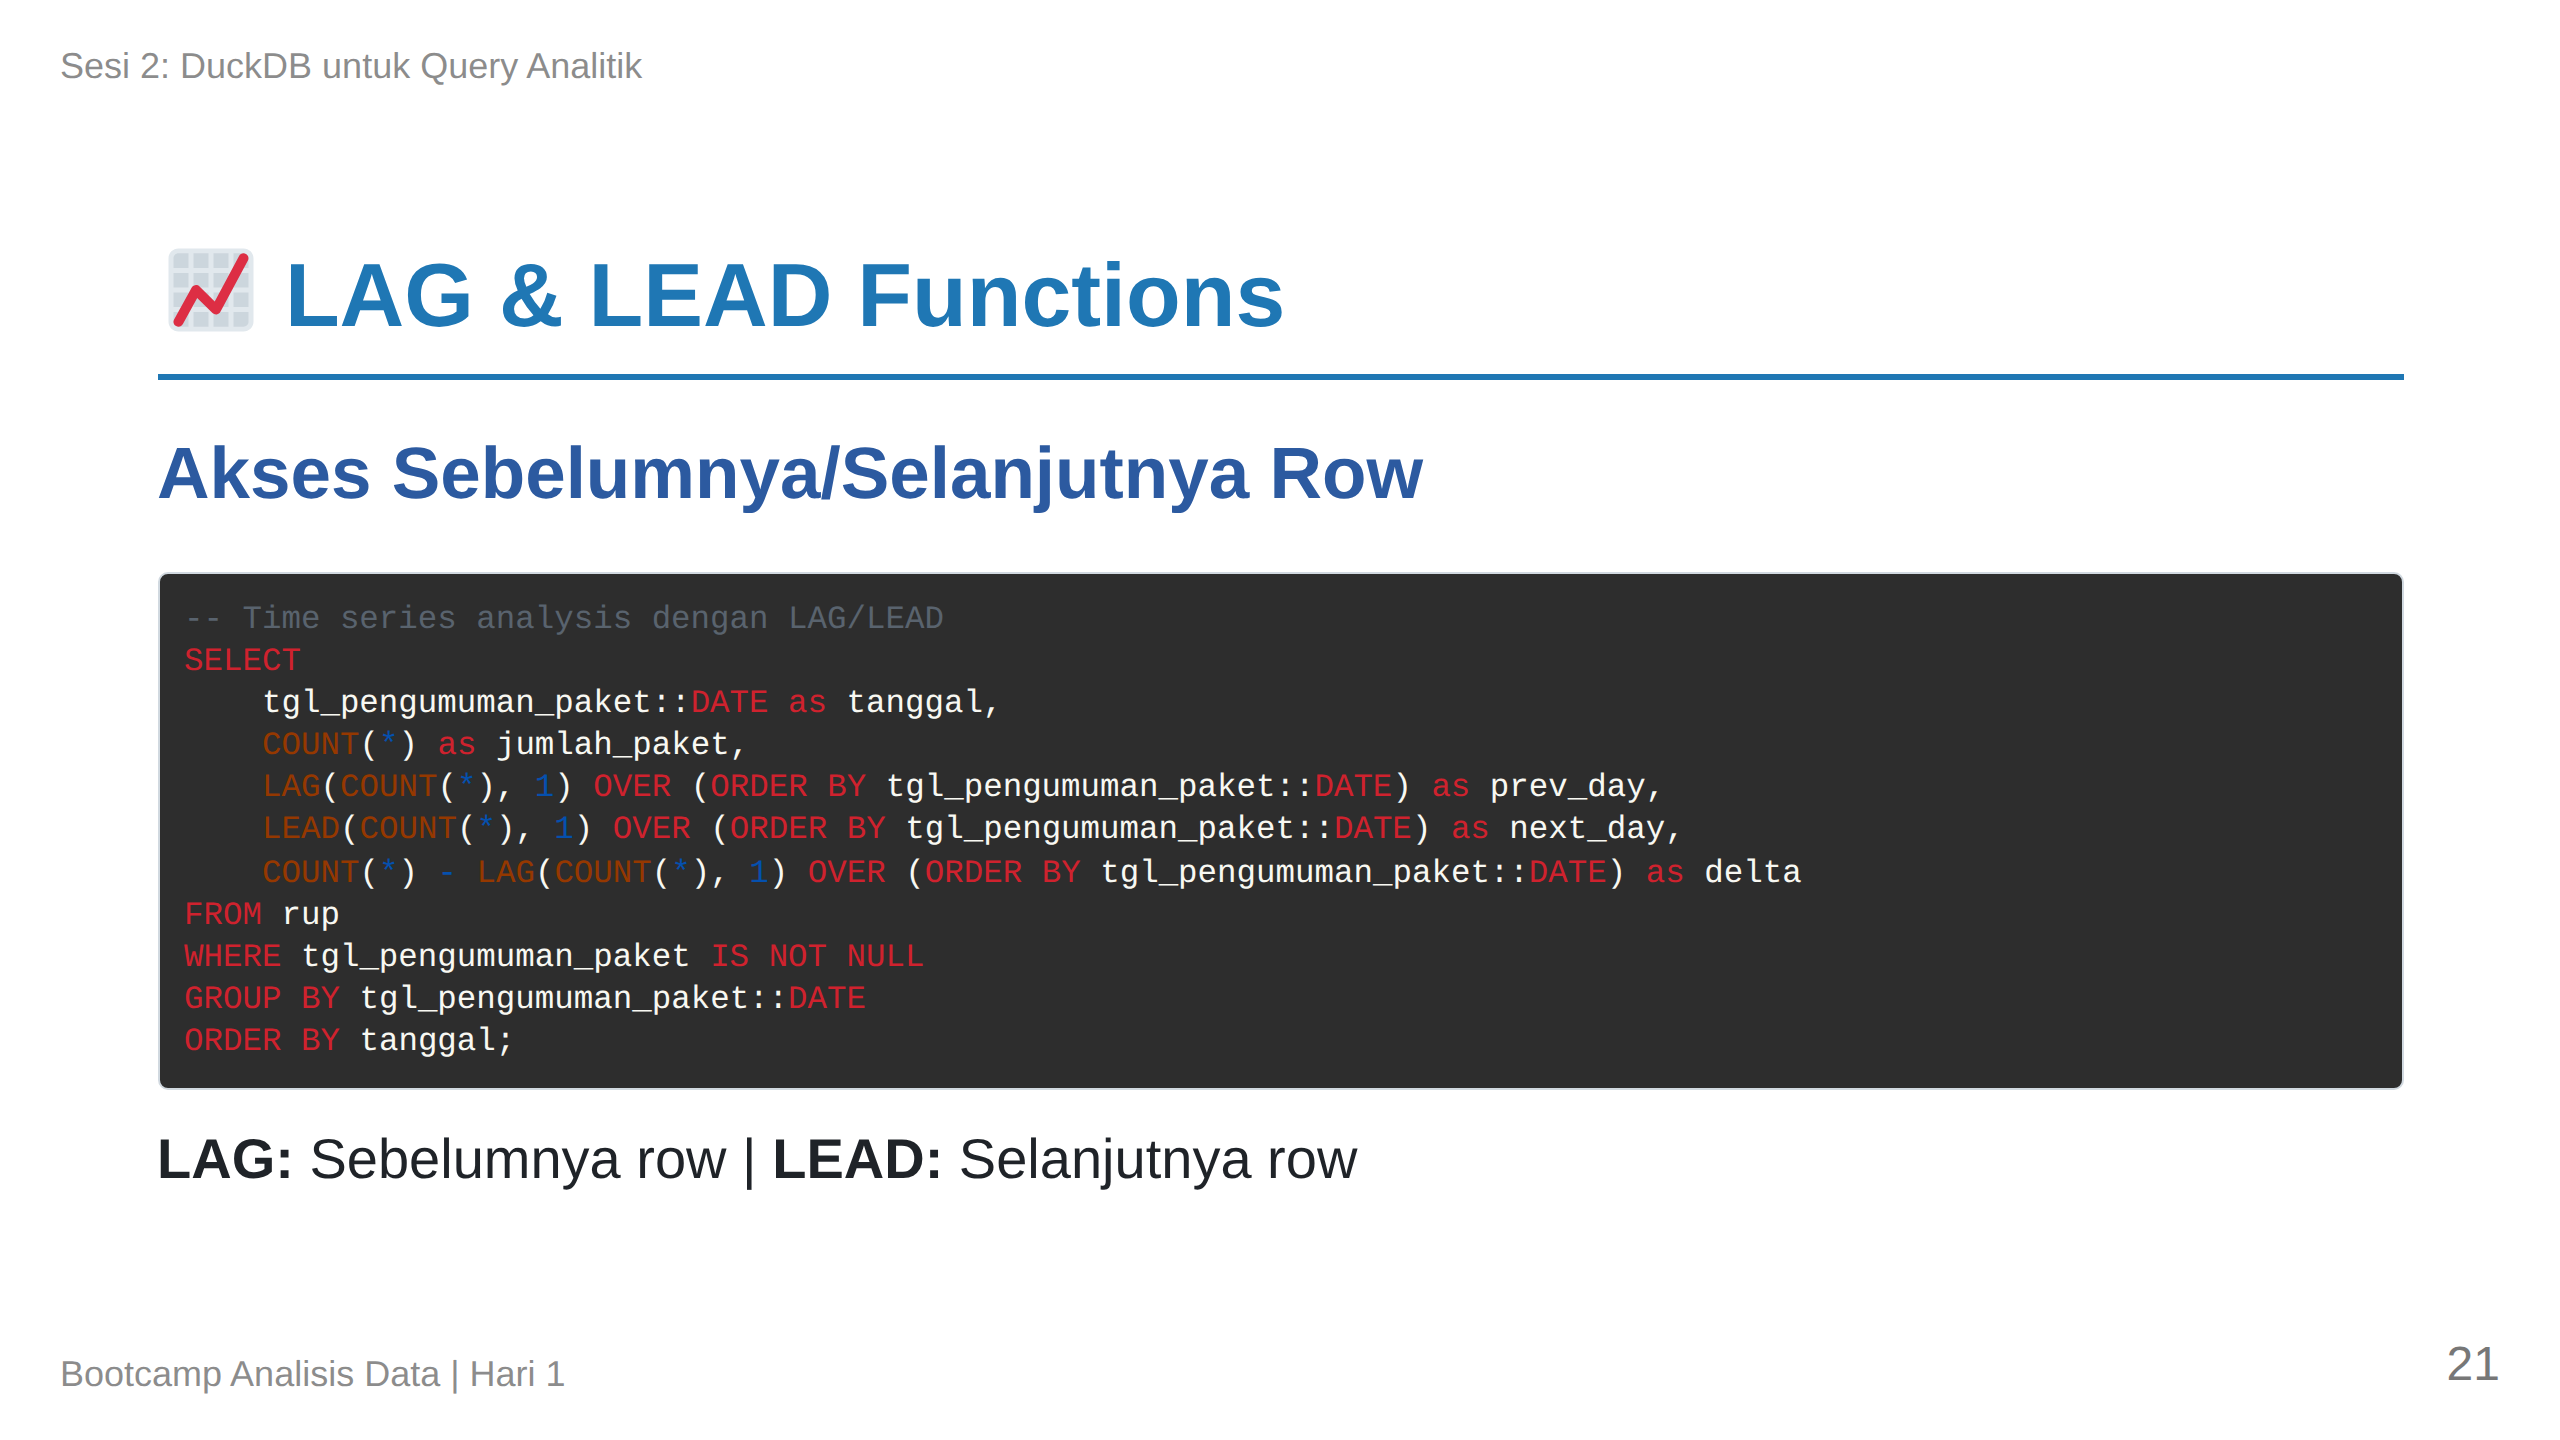 Sesi 2: DuckDB untuk Query Analitik
LAG & LEAD Functions
Akses Sebelumnya/Selanjutnya Row
-- Time series analysis dengan LAG/LEAD
SELECT
    tgl_pengumuman_paket::DATE as tanggal,
    COUNT(*) as jumlah_paket,
    LAG(COUNT(*), 1) OVER (ORDER BY tgl_pengumuman_paket::DATE) as prev_day,
    LEAD(COUNT(*), 1) OVER (ORDER BY tgl_pengumuman_paket::DATE) as next_day,
    COUNT(*) - LAG(COUNT(*), 1) OVER (ORDER BY tgl_pengumuman_paket::DATE) as delta
FROM rup
WHERE tgl_pengumuman_paket IS NOT NULL
GROUP BY tgl_pengumuman_paket::DATE
ORDER BY tanggal;
LAG: Sebelumnya row | LEAD: Selanjutnya row
Bootcamp Analisis Data | Hari 1
21